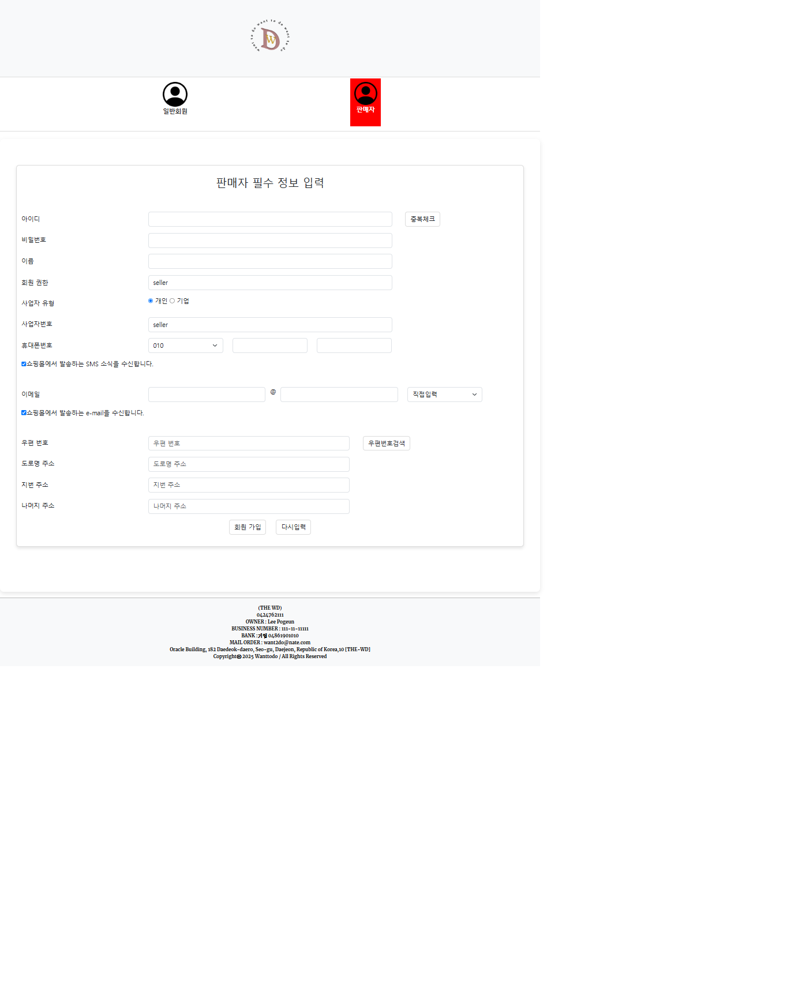 want to do want to do want to do
DW
일반회원
판매자
판매자 필수 정보 입력
아이디 중복체크
비밀번호
이름
회원 권한 seller
사업자 유형 개인 기업
사업자번호 seller
휴대폰번호 010
쇼핑몰에서 발송하는 SMS 소식을 수신합니다.
이메일 @ 직접입력
쇼핑몰에서 발송하는 e-mail을 수신합니다.
우편 번호 우편 번호 우편번호검색
도로명 주소 도로명 주소
지번 주소 지번 주소
나머지 주소 나머지 주소
회원 가입 다시입력
(THE WD)
0424762111
OWNER : Lee Pogeun
BUSINESS NUMBER : 111-11-11111
BANK :기업 04861901010
MAIL ORDER : want2do@nate.com
Oracle Building, 182 Daedeok-daero, Seo-gu, Daejeon, Republic of Korea,10 [THE-WD]
Copyright⊚ 2025 Wanttodo / All Rights Reserved